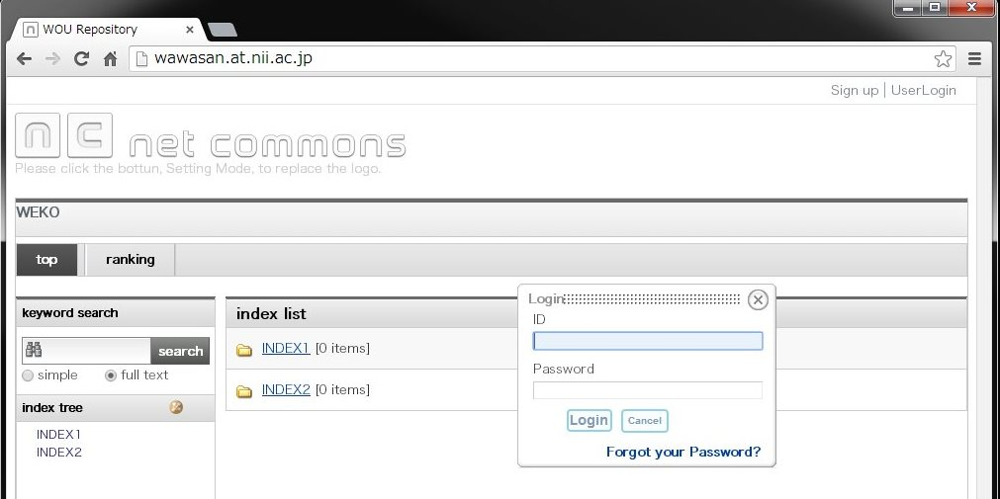 WOU Repository
wawasan.at.nii.ac.jp
Sign up | UserLogin
nc net commons
Please click the bottun, Setting Mode, to replace the logo.
WEKO
top ranking
keyword search
search
simple full text
index tree
INDEX1
INDEX2
index list
INDEX1 [0 items]
INDEX2 [0 items]
Login
ID
Password
Login Cancel
Forgot your Password?